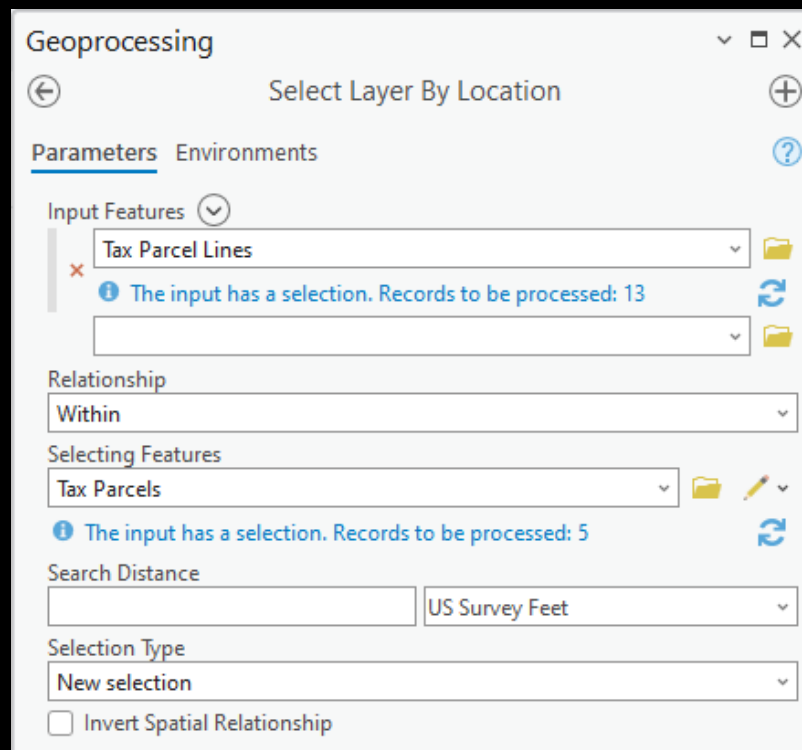 Geoprocessing
Select Layer By Location
Parameters Environments
Input Features
Tax Parcel Lines
The input has a selection. Records to be processed: 13
Relationship
Within
Selecting Features
Tax Parcels
The input has a selection. Records to be processed: 5
Search Distance
US Survey Feet
Selection Type
New selection
Invert Spatial Relationship